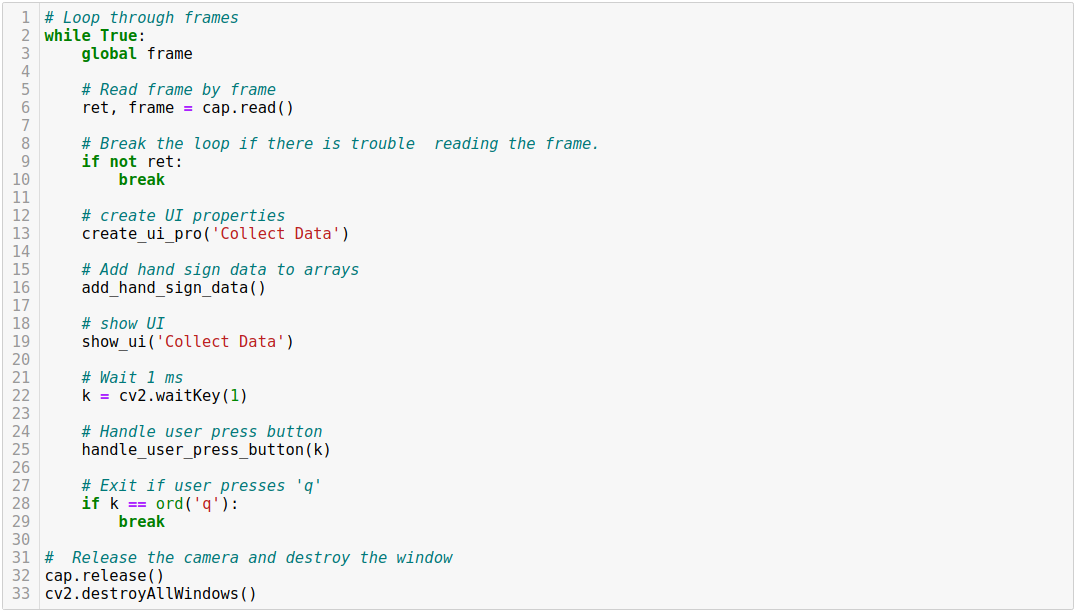 1 # Loop through frames
2 while True:
3     global frame
4
5     # Read frame by frame
6     ret, frame = cap.read()
7
8     # Break the loop if there is trouble  reading the frame.
9     if not ret:
10         break
11
12     # create UI properties
13     create_ui_pro('Collect Data')
14
15     # Add hand sign data to arrays
16     add_hand_sign_data()
17
18     # show UI
19     show_ui('Collect Data')
20
21     # Wait 1 ms
22     k = cv2.waitKey(1)
23
24     # Handle user press button
25     handle_user_press_button(k)
26
27     # Exit if user presses 'q'
28     if k == ord('q'):
29         break
30
31 #  Release the camera and destroy the window
32 cap.release()
33 cv2.destroyAllWindows()